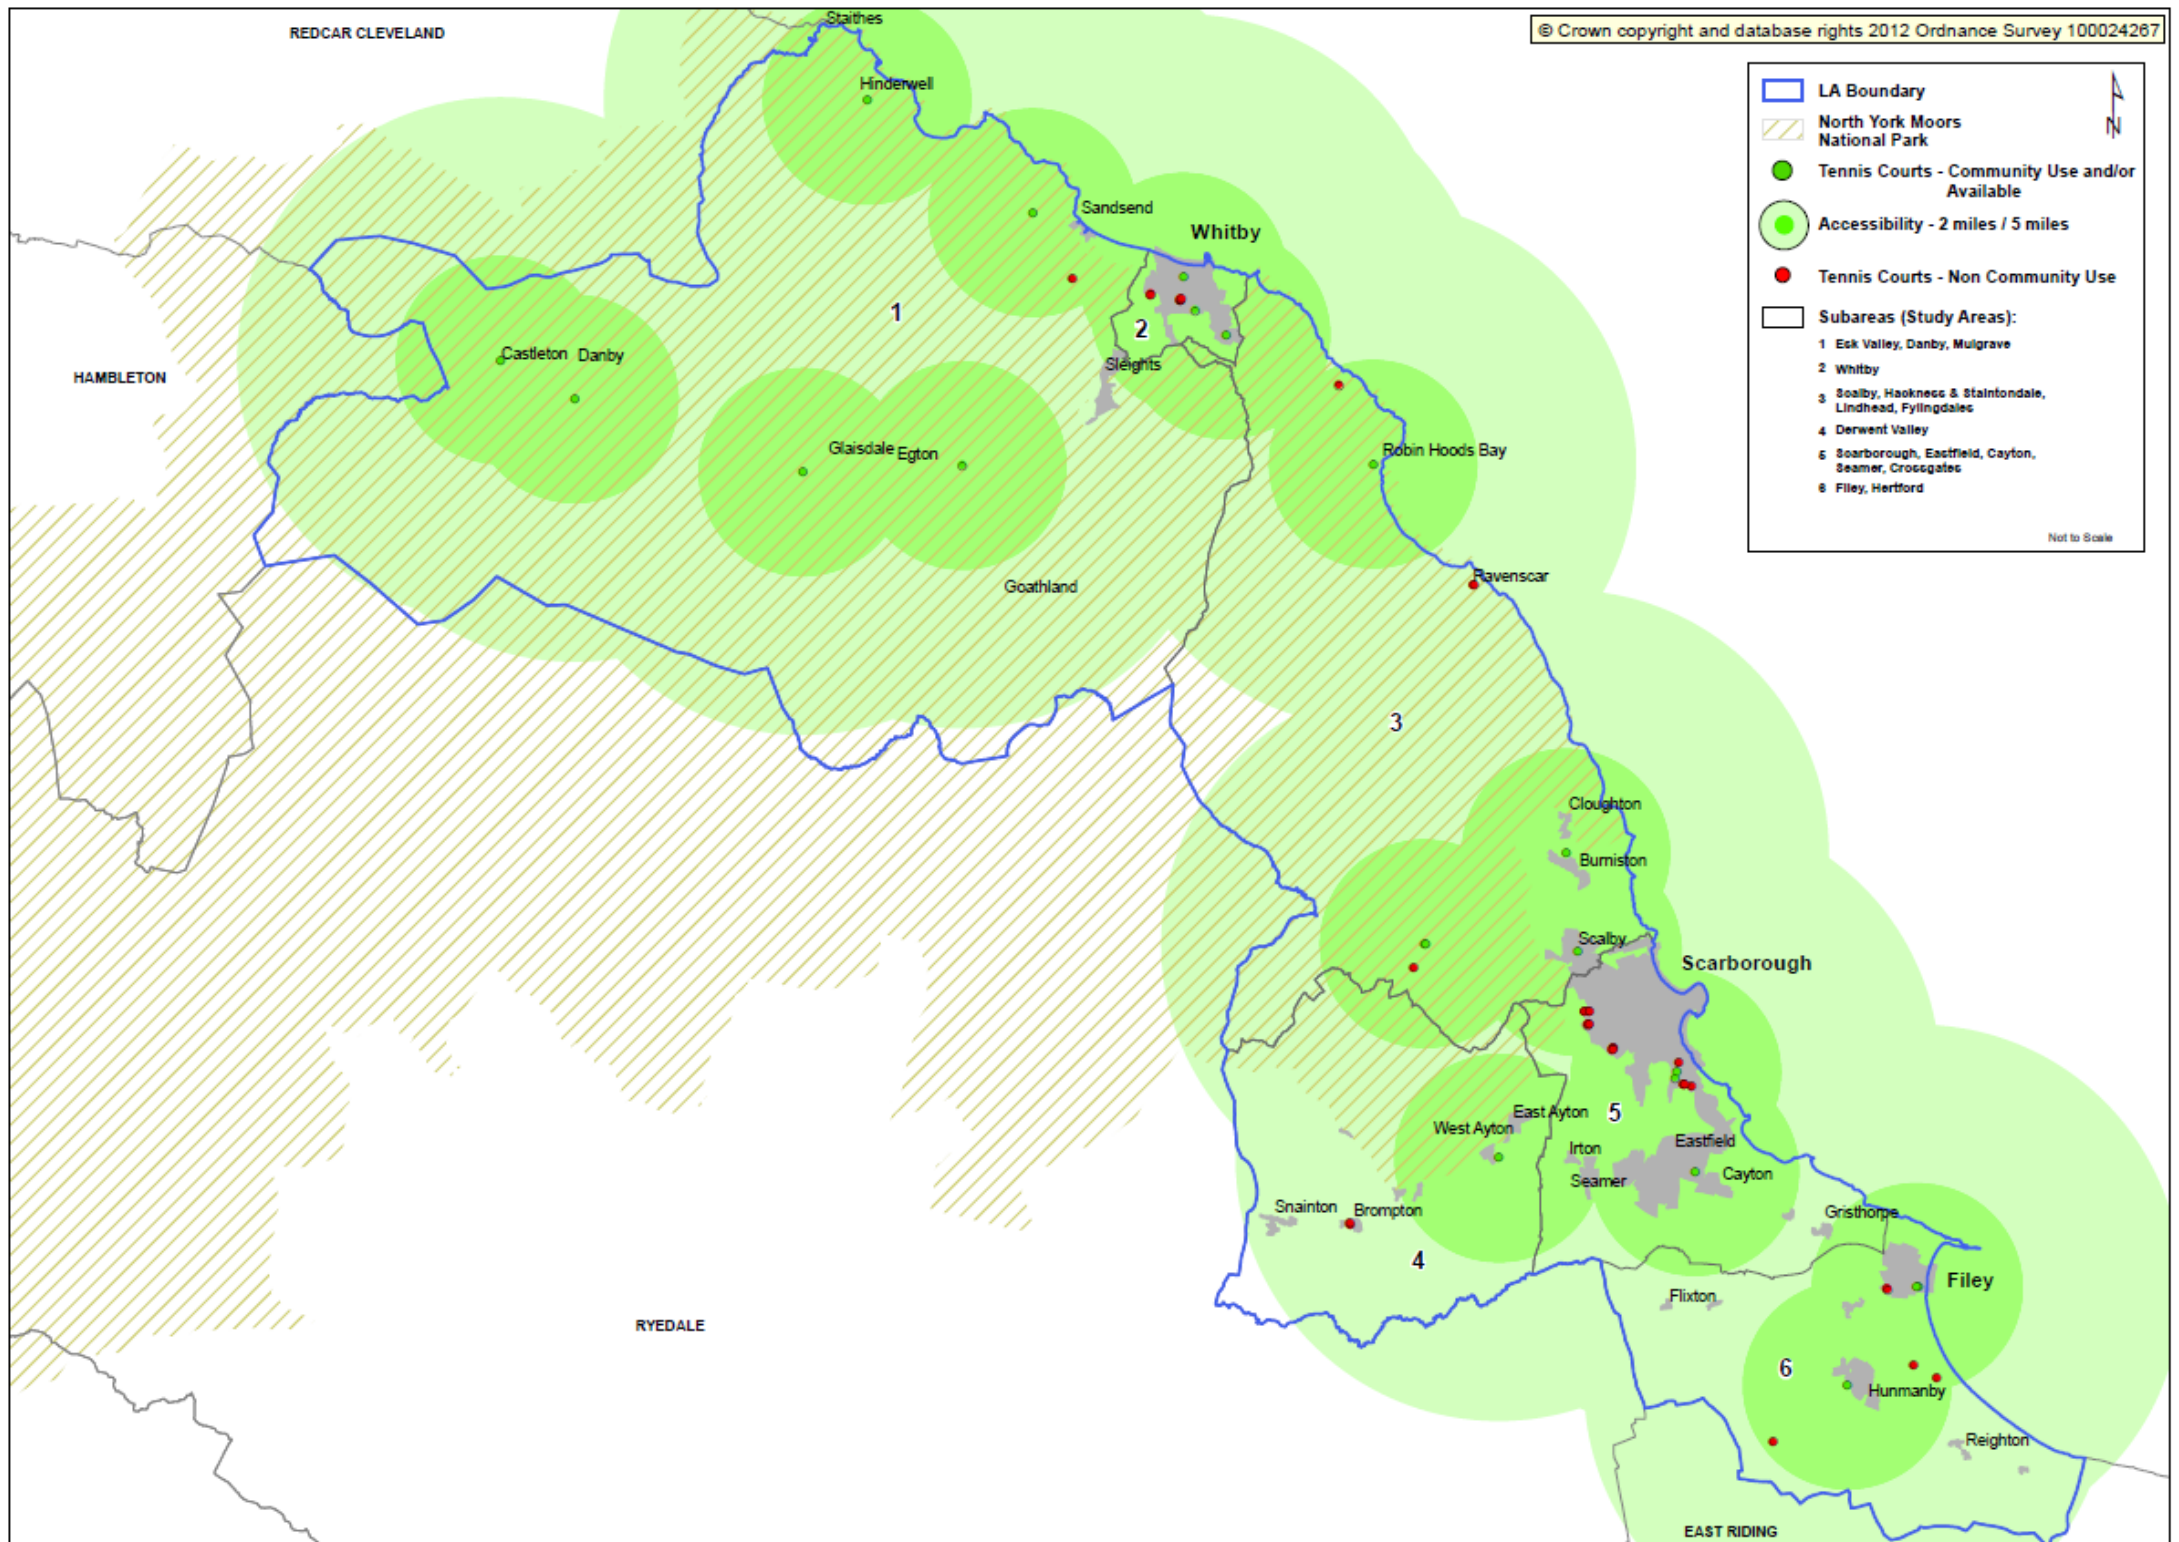 Staithes
REDCAR CLEVELAND
© Crown copyright and database rights 2012 Ordnance Survey 100024267
Hinderwell
LA Boundary
N
North York Moors
National Park
Tennis Courts - Community Use and/or
Available
Accessibility - 2 miles / 5 miles
Tennis Courts - Non Community Use
Subareas (Study Areas):
1 Esk Valley, Danby, Mulgrave
2 Whitby
3 Scalby, Hackness & Staintondale,
Lindhead, Fylingdales
4 Derwent Valley
5 Scarborough, Eastfield, Cayton,
Seamer, Crossgates
6 Filey, Hertford
Not to Scale
Sandsend
Whitby
1
2
Castleton Danby
Sleights
HAMBLETON
Glaisdale Egton
Robin Hoods Bay
Goathland
Ravenscar
3
Cloughton
Burniston
Scalby
Scarborough
East Ayton
5
West Ayton
Irton
Eastfield
Seamer
Cayton
Snainton Brompton
Gristhorpe
4
Filey
Flixton
RYEDALE
6
Hunmanby
Reighton
EAST RIDING